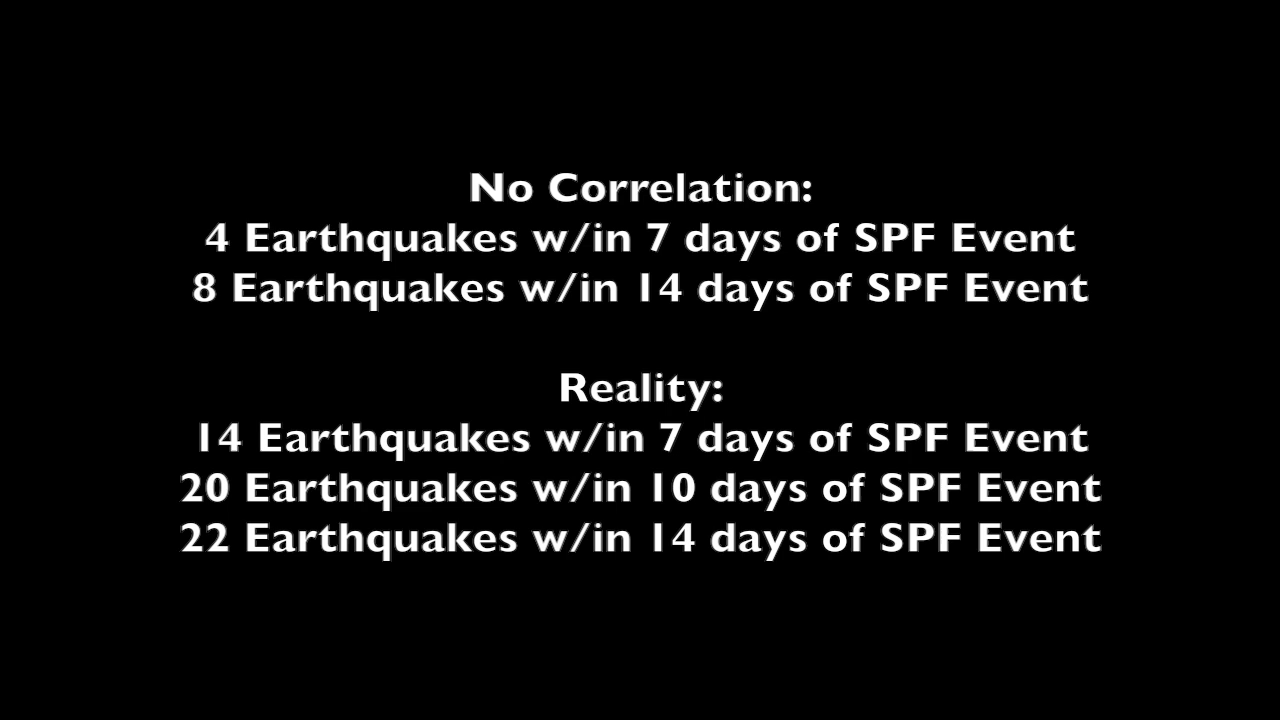 No Correlation:
4 Earthquakes w/in 7 days of SPF Event
8 Earthquakes w/in 14 days of SPF Event
Reality:
14 Earthquakes w/in 7 days of SPF Event
20 Earthquakes w/in 10 days of SPF Event
22 Earthquakes w/in 14 days of SPF Event